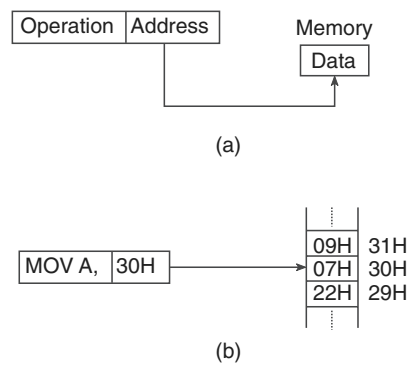 Operation Address Memory
Data
(a)
09H 31H
MOV A, 30H 07H 30H
22H 29H
(b)